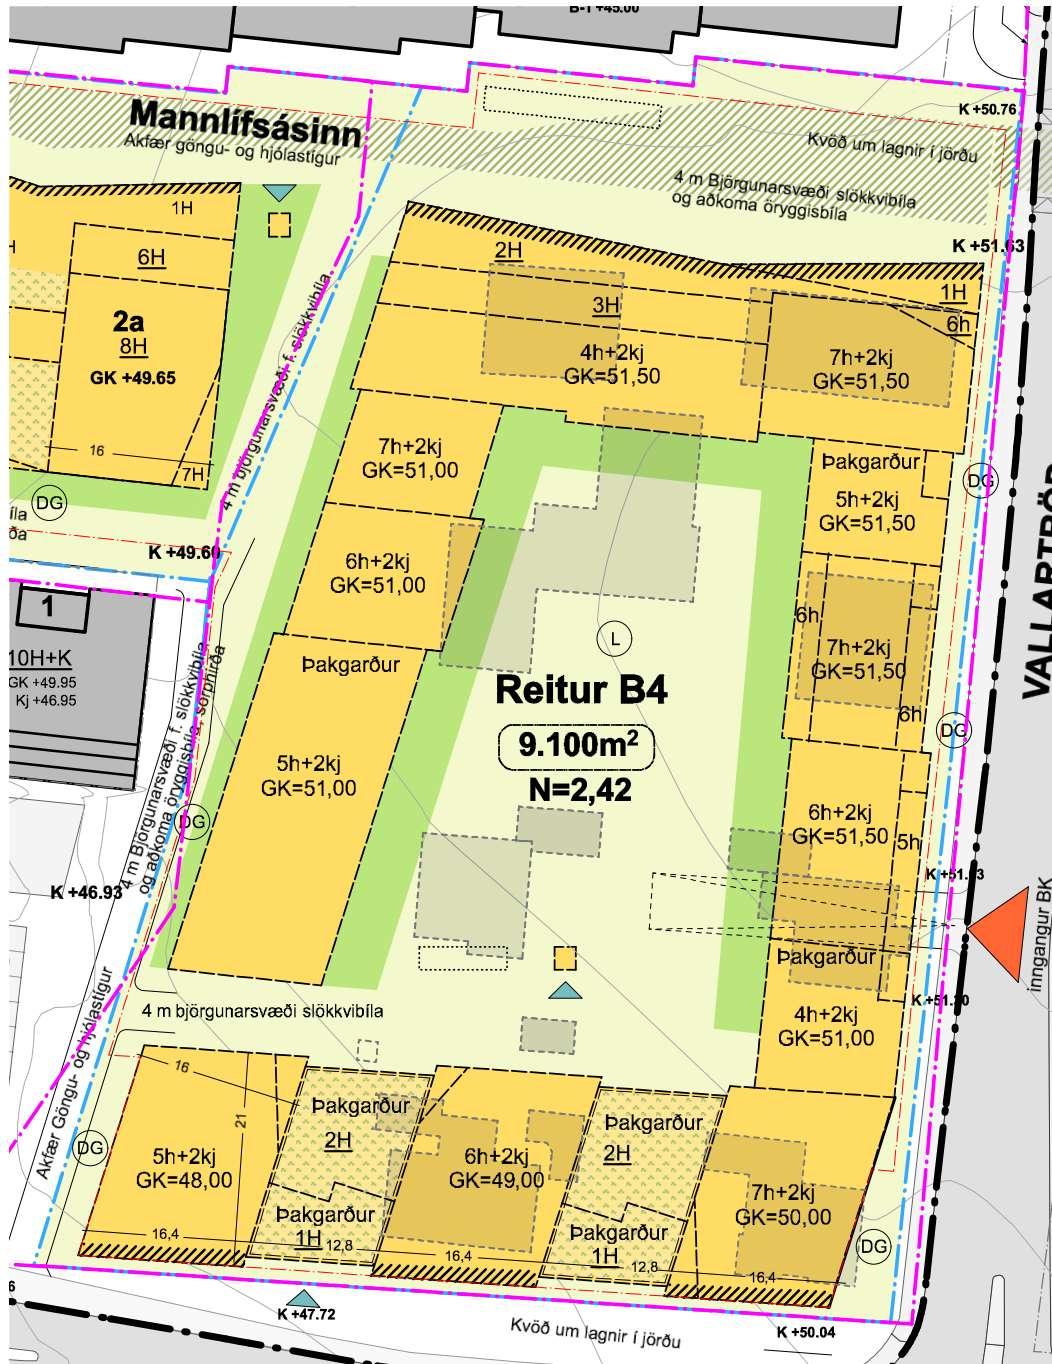 B-1 +45.00
K +50.76
Mannlífsásinn
Akfær göngu- og hjólastígur
Kvöð um lagnir í jörðu
4 m Björgunarsvæði slökkvibíla
og aðkoma öryggisbíla
K +51.63
1H
2H
6H
1H
3H
6h
2a
8H
GK +49.65
4h+2kj
GK=51,50
7h+2kj
GK=51,50
4 m björgunarsvæði f. slökkvibíla
16
7H
7h+2kj
GK=51,00
Þakgarður
5h+2kj
GK=51,50
DG
DG
VALLARTRÖÐ
íla
ða
K +49.60
6h+2kj
GK=51,00
1
6h
L
7h+2kj
GK=51,50
10H+K
GK +49.95
Kj +46.95
Þakgarður
Reitur B4
9.100m²
N=2,42
6h
DG
5h+2kj
GK=51,00
4 m Björgunarsvæði f. slökkvibíla
og aðkoma öryggisbíla, sorphirða
DG
6h+2kj
GK=51,50
5h
K +46.93
inngangur BK
Þakgarður
K +51.30
4h+2kj
GK=51,00
4 m björgunarsvæði slökkvibíla
Akfær Göngu- og hjólastígur
16
21
Þakgarður
2H
Þakgarður
2H
DG
5h+2kj
GK=48,00
6h+2kj
GK=49,00
7h+2kj
GK=50,00
Þakgarður
1H
Þakgarður
1H
DG
16,4
12,8
16,4
12,8
16,4
6
K +47.72
Kvöð um lagnir í jörðu
K +50.04